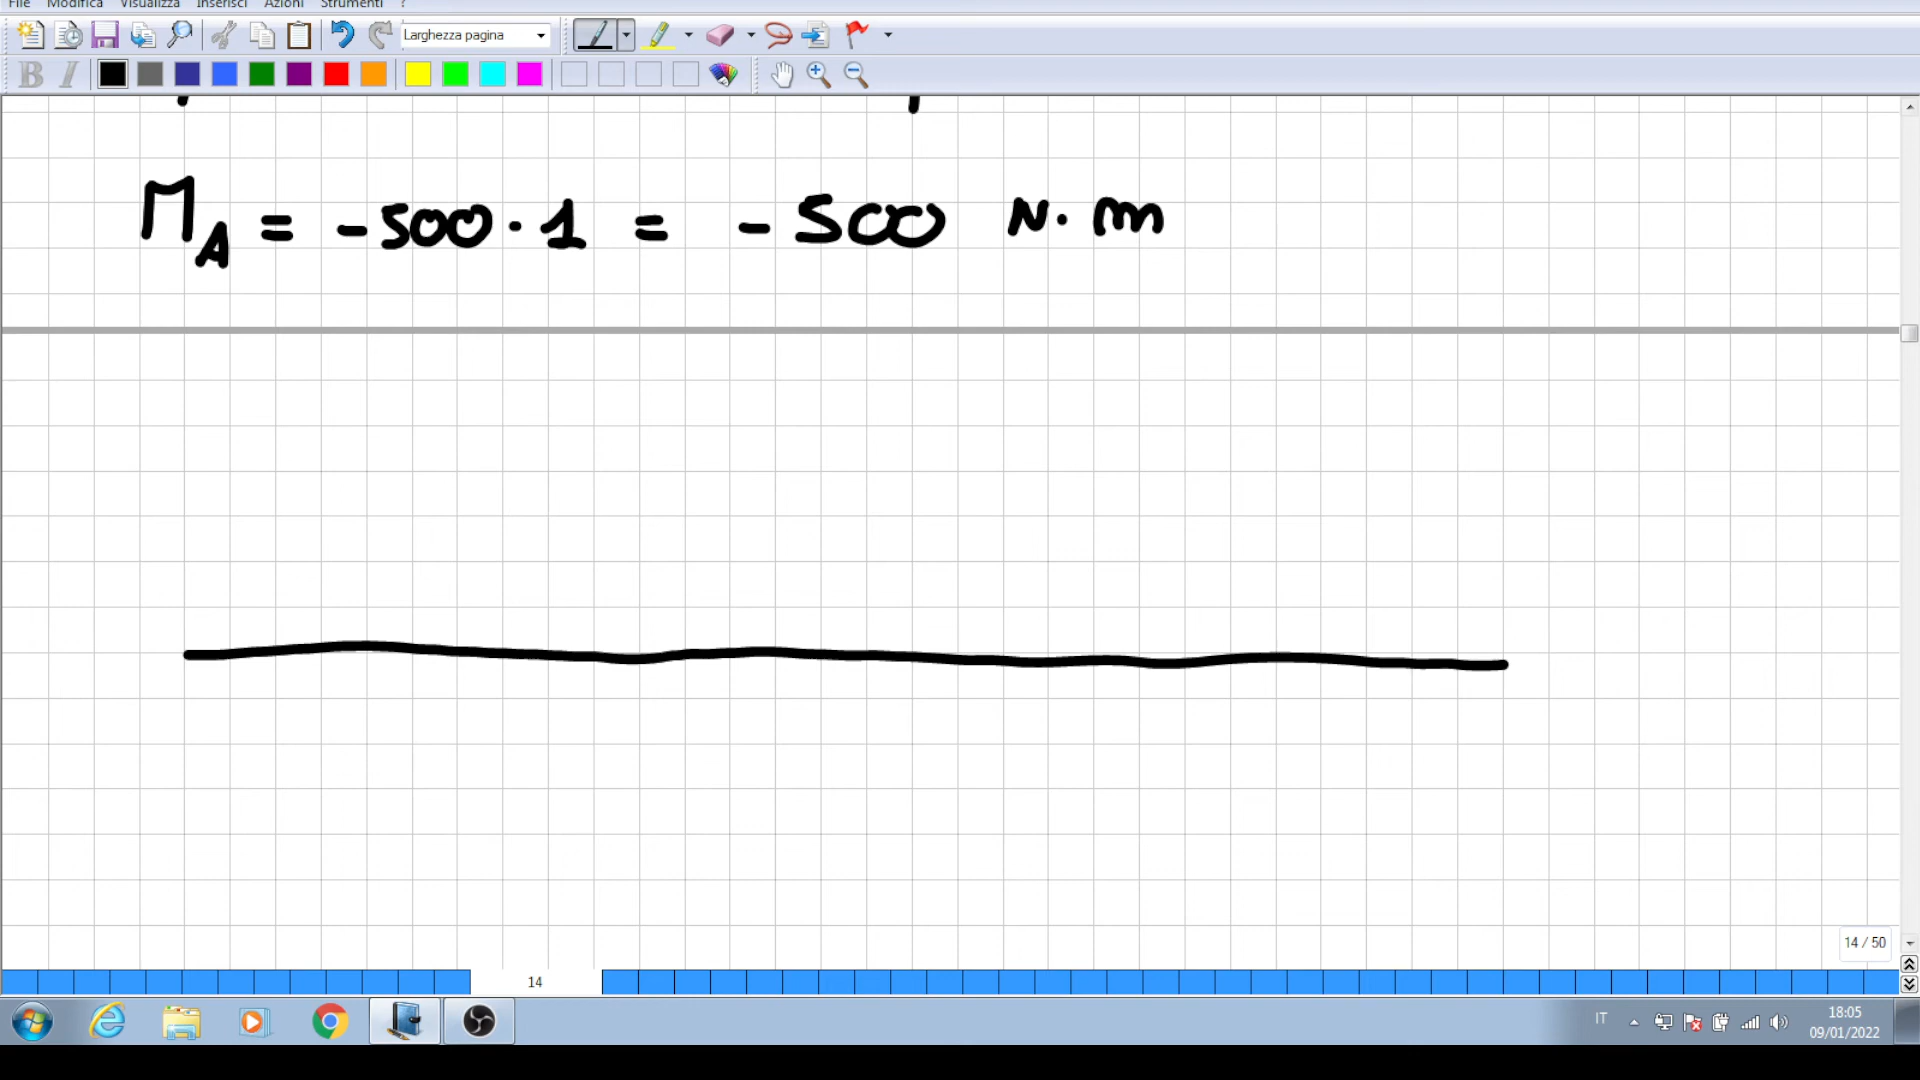 File Modifica Visualizza Inserisci Azioni Strumenti ?
Larghezza pagina
B I
M_A = -500 · 1 = -500 N·m
14 / 50
14
IT
18:05
09/01/2022